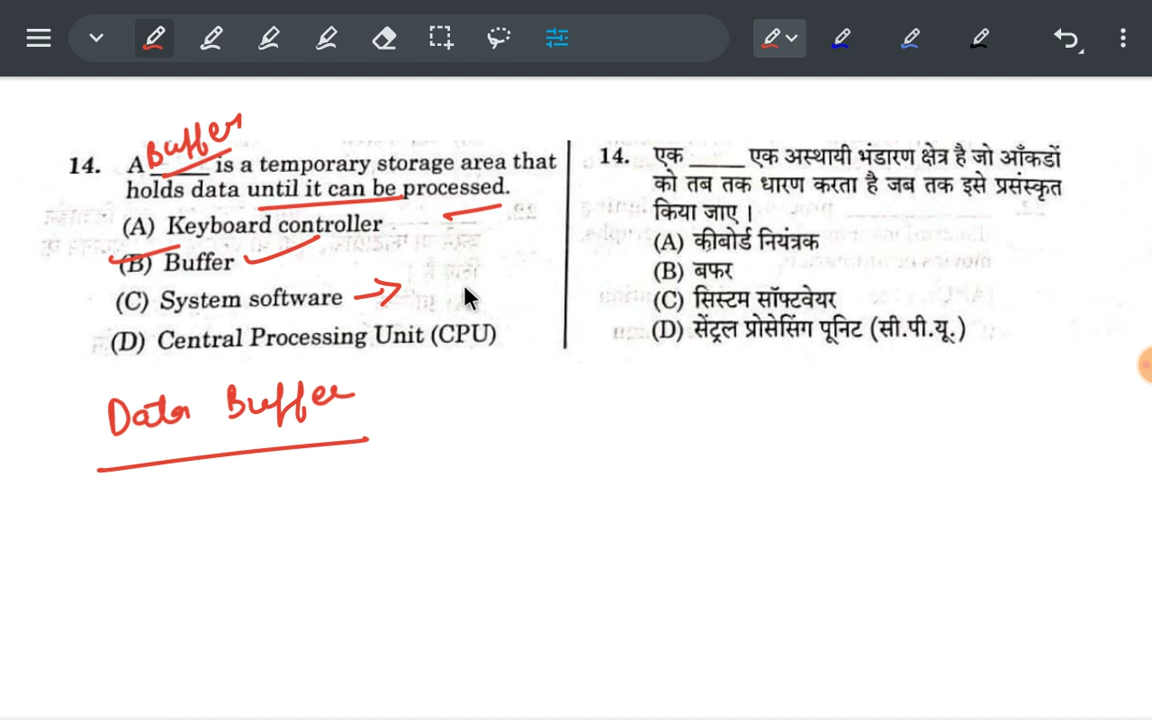 Buffer
14. A _____ is a temporary storage area that
holds data until it can be processed.
(A) Keyboard controller
(B) Buffer
(C) System software
(D) Central Processing Unit (CPU)
Data Buffer
14. एक _____ एक अस्थायी भंडारण क्षेत्र है जो आँकडों
को तब तक धारण करता है जब तक इसे प्रसंस्कृत
किया जाए ।
(A) कीबोर्ड नियंत्रक
(B) बफर
(C) सिस्टम सॉफ्टवेयर
(D) सेंट्रल प्रोसेसिंग पूनिट (सी.पी.यू.)